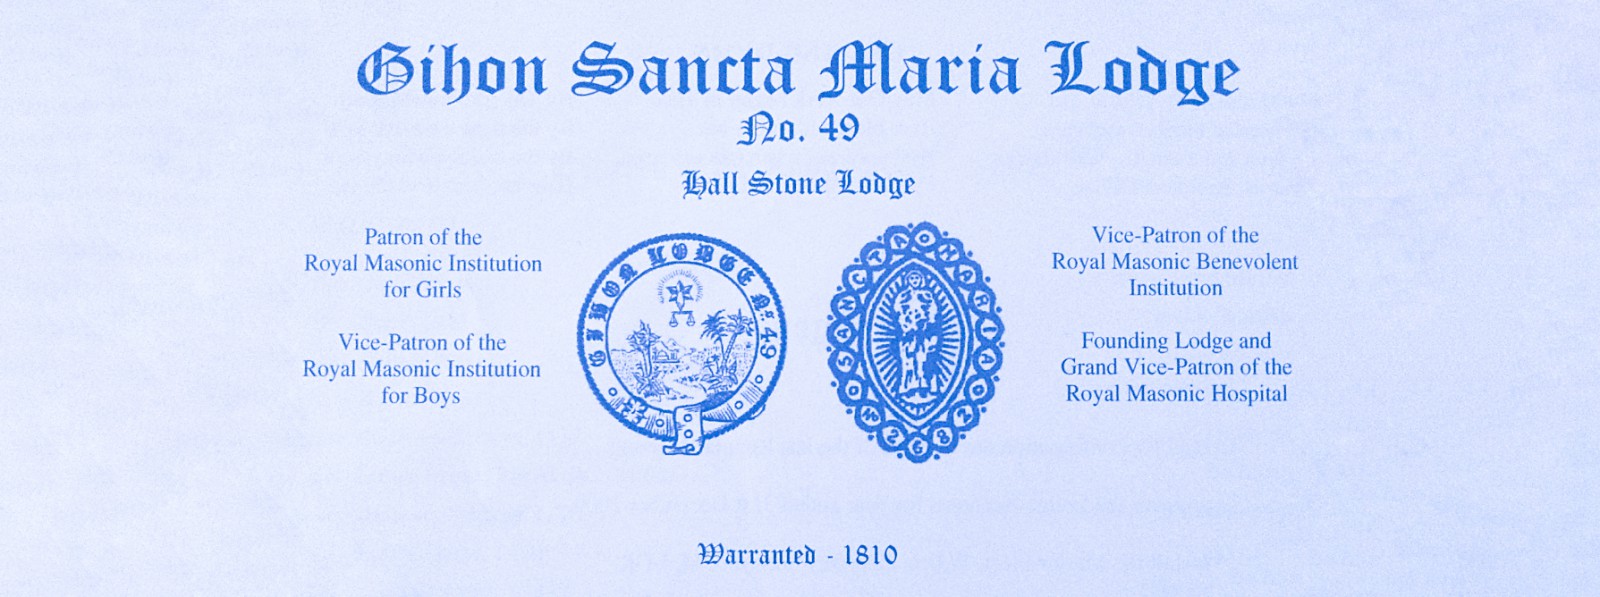 Gihon Sancta Maria Lodge
No. 49
Hall Stone Lodge
Patron of the
Royal Masonic Institution
for Girls
Vice-Patron of the
Royal Masonic Institution
for Boys
GIHON LODGE No. 49
SANCTA MARIA
No 2682
Vice-Patron of the
Royal Masonic Benevolent
Institution
Founding Lodge and
Grand Vice-Patron of the
Royal Masonic Hospital
Warranted - 1810